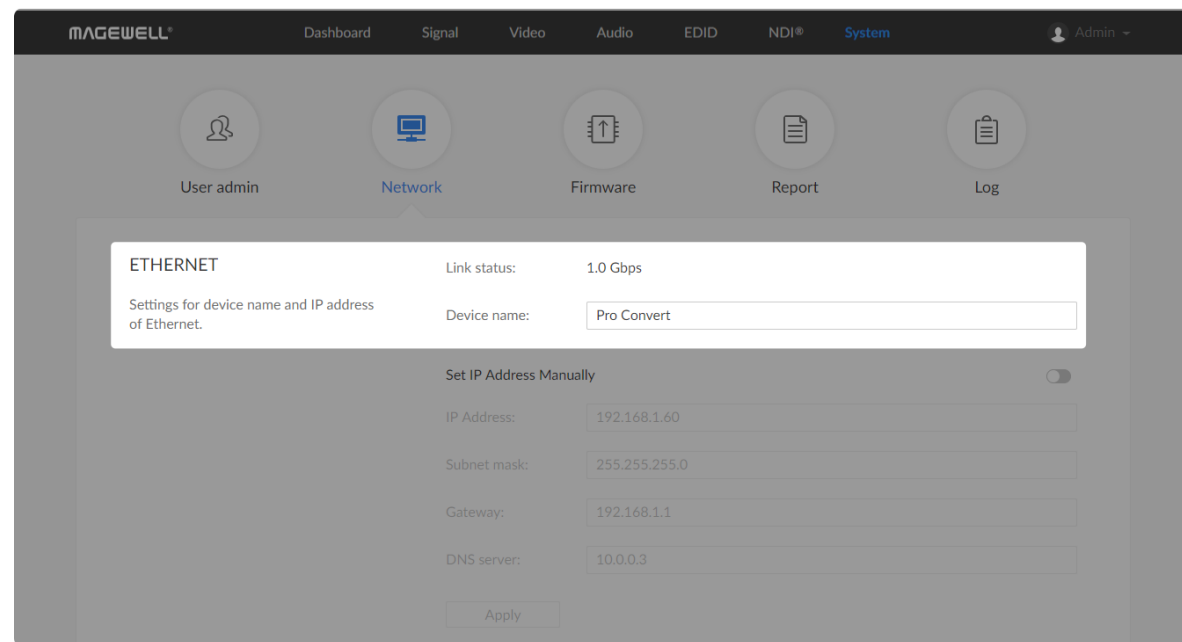 MAGEWELL®
Dashboard
Signal
Video
Audio
EDID
NDI®
System
Admin
User admin
Network
Firmware
Report
Log
ETHERNET
Settings for device name and IP address
of Ethernet.
Link status: 1.0 Gbps
Device name: Pro Convert
Set IP Address Manually
IP Address: 192.168.1.60
Subnet mask: 255.255.255.0
Gateway: 192.168.1.1
DNS server: 10.0.0.3
Apply